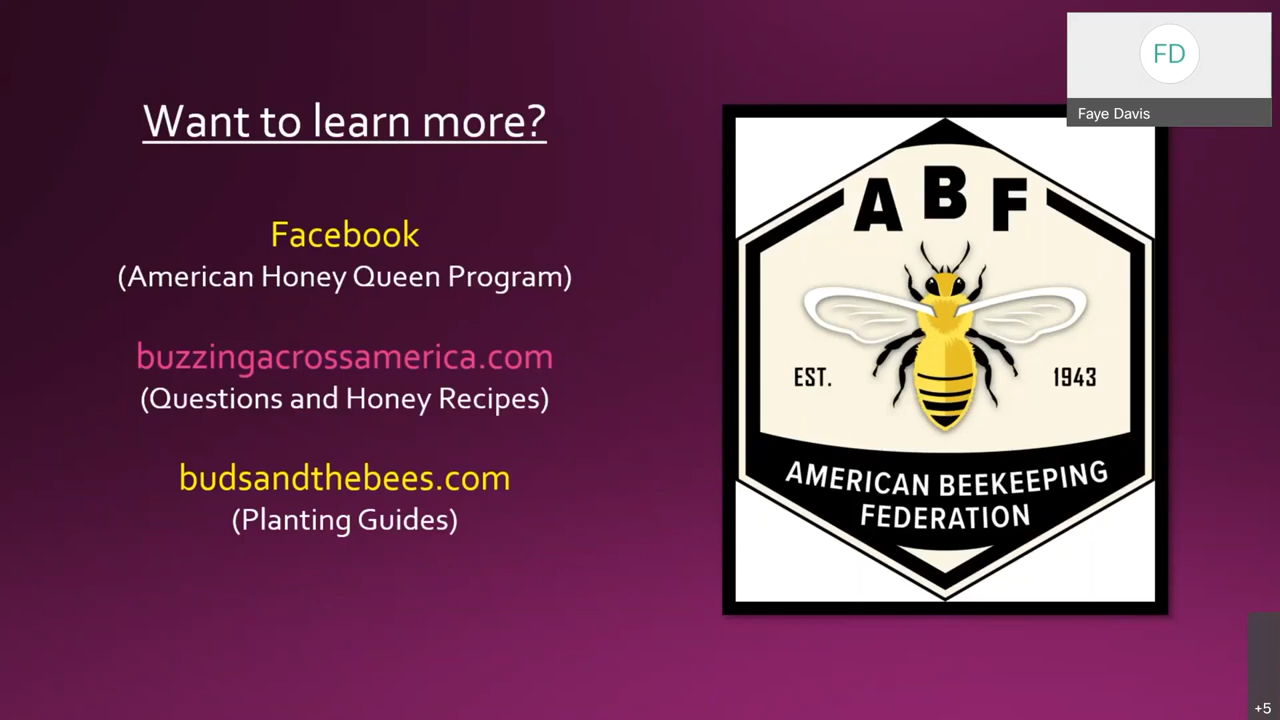 Want to learn more?
Facebook
(American Honey Queen Program)
buzzingacrossamerica.com
(Questions and Honey Recipes)
budsandthebees.com
(Planting Guides)
A B F
EST. 1943
AMERICAN BEEKEEPING
FEDERATION
FD
Faye Davis
+5